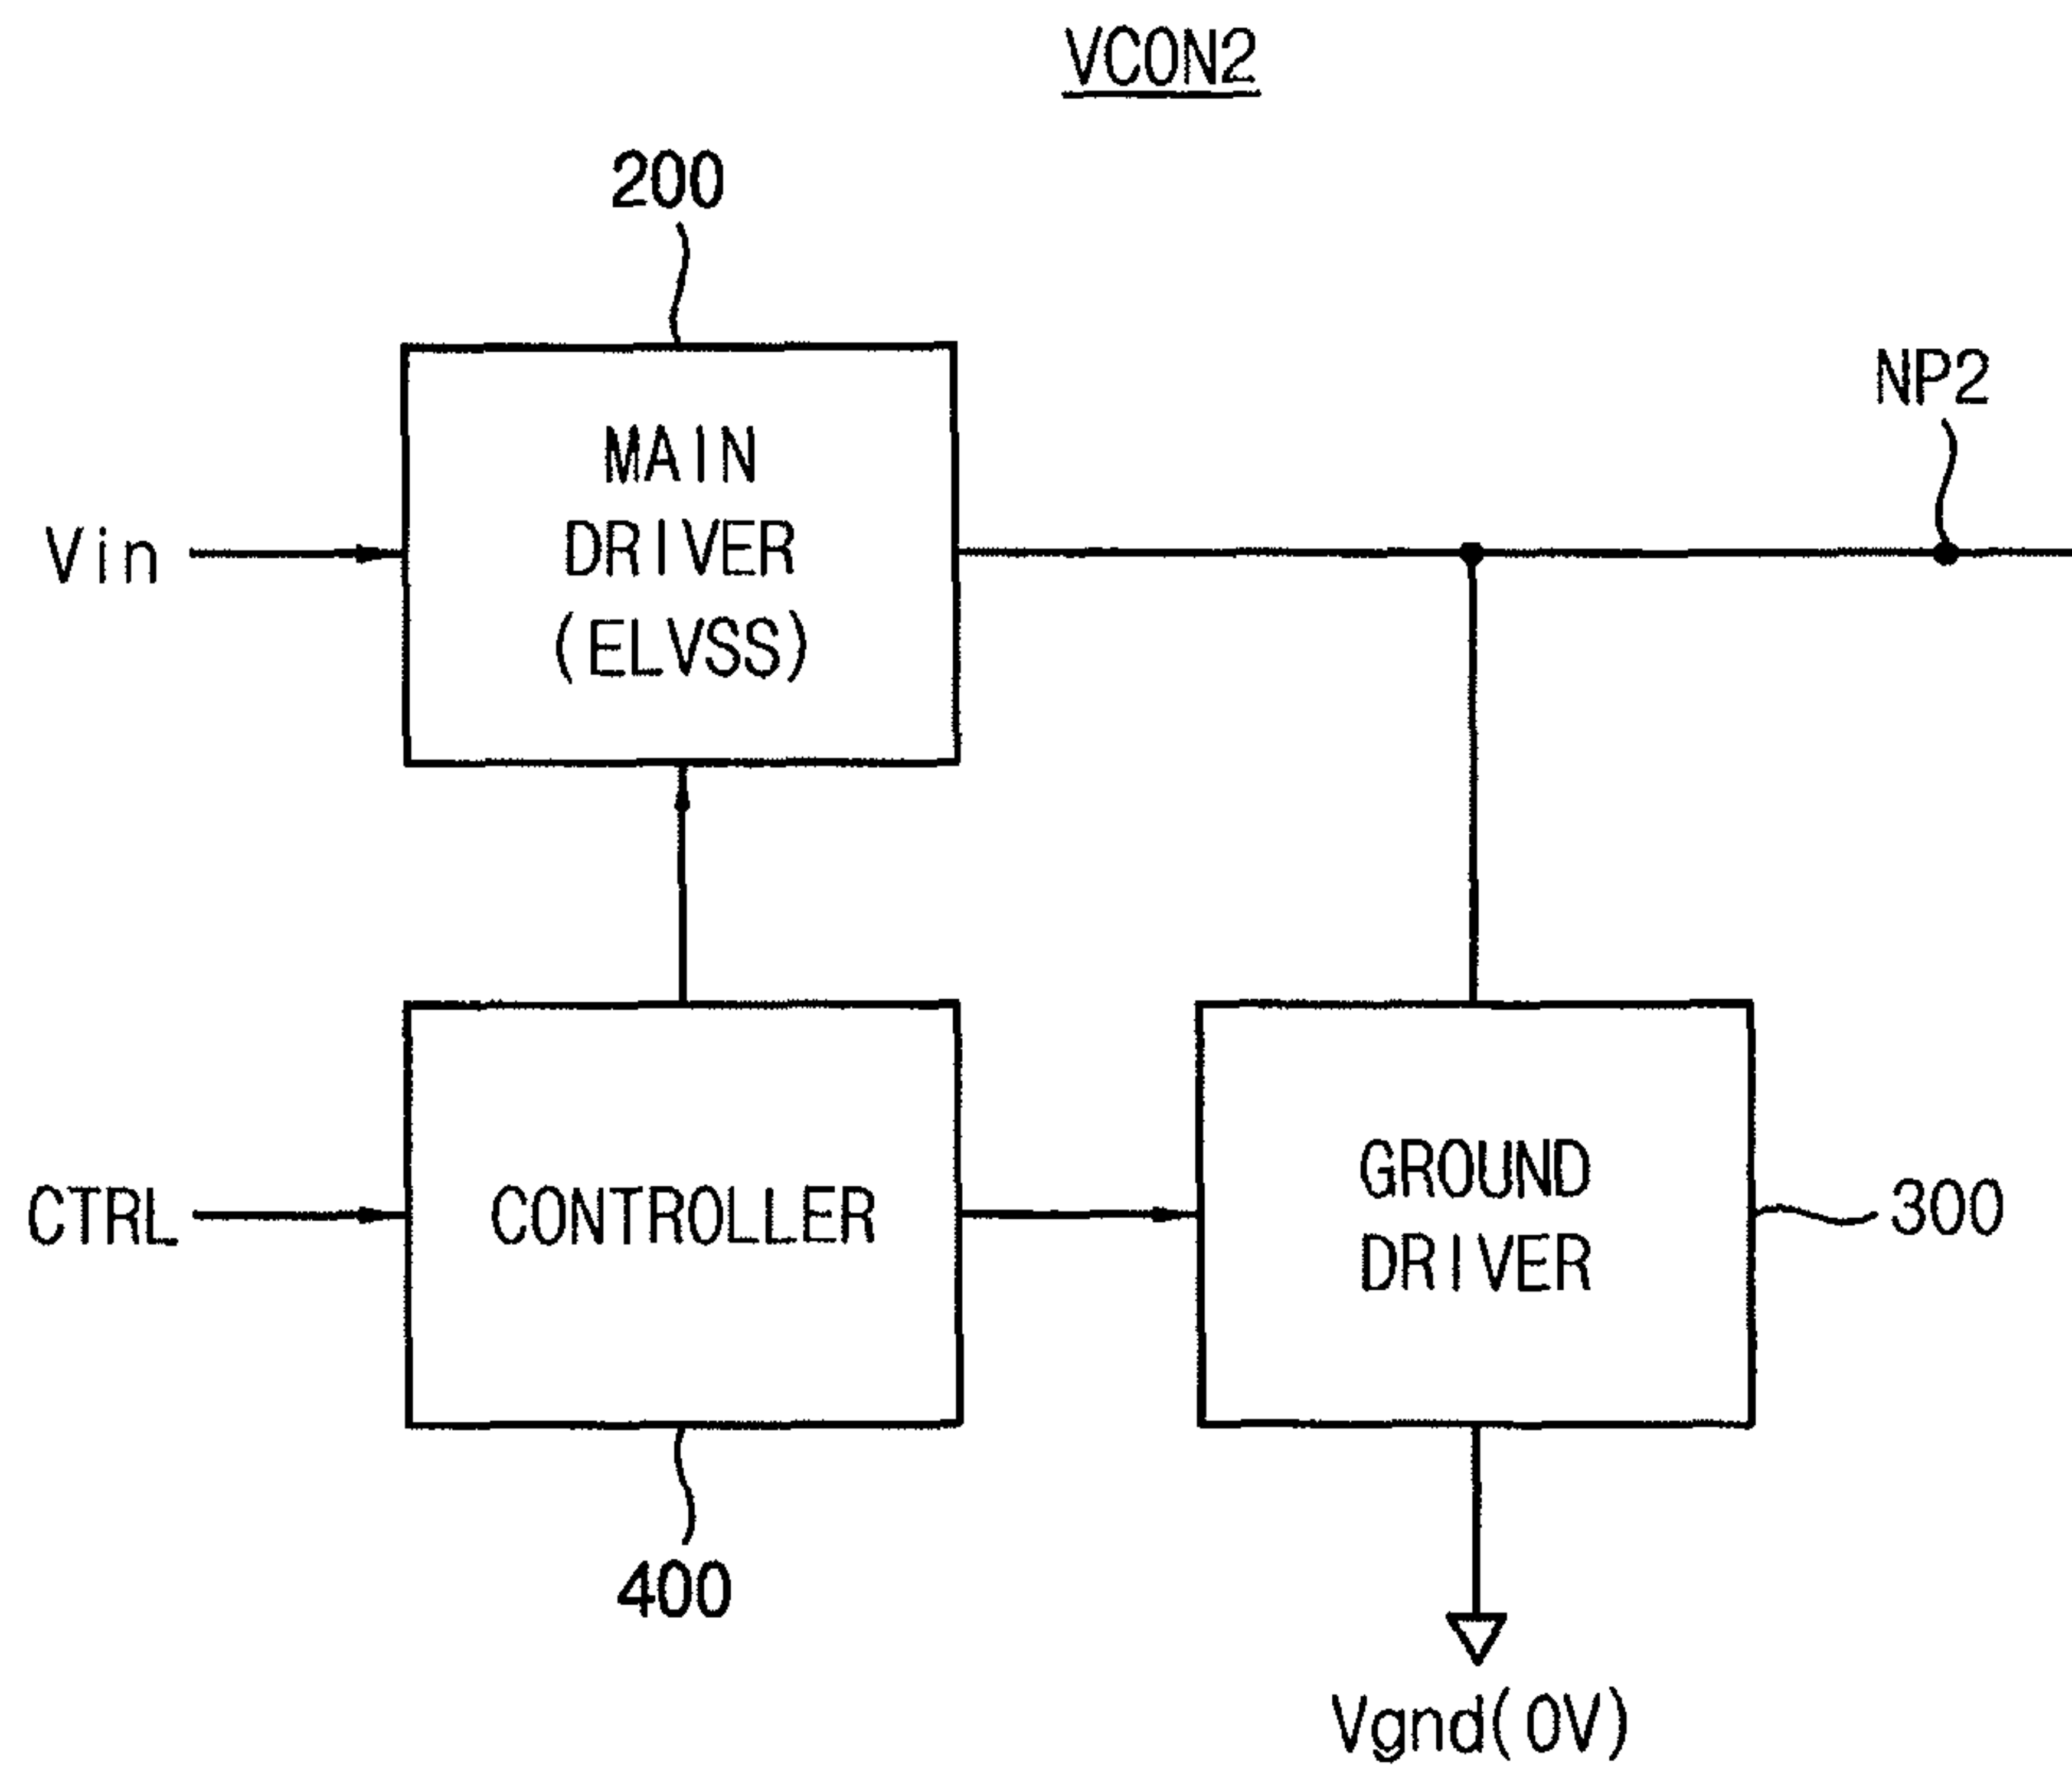 VCON2
200
NP2
MAIN
DRIVER
(ELVSS)
Vin
CTRL
CONTROLLER
GROUND
DRIVER
300
400
Vgnd(0V)